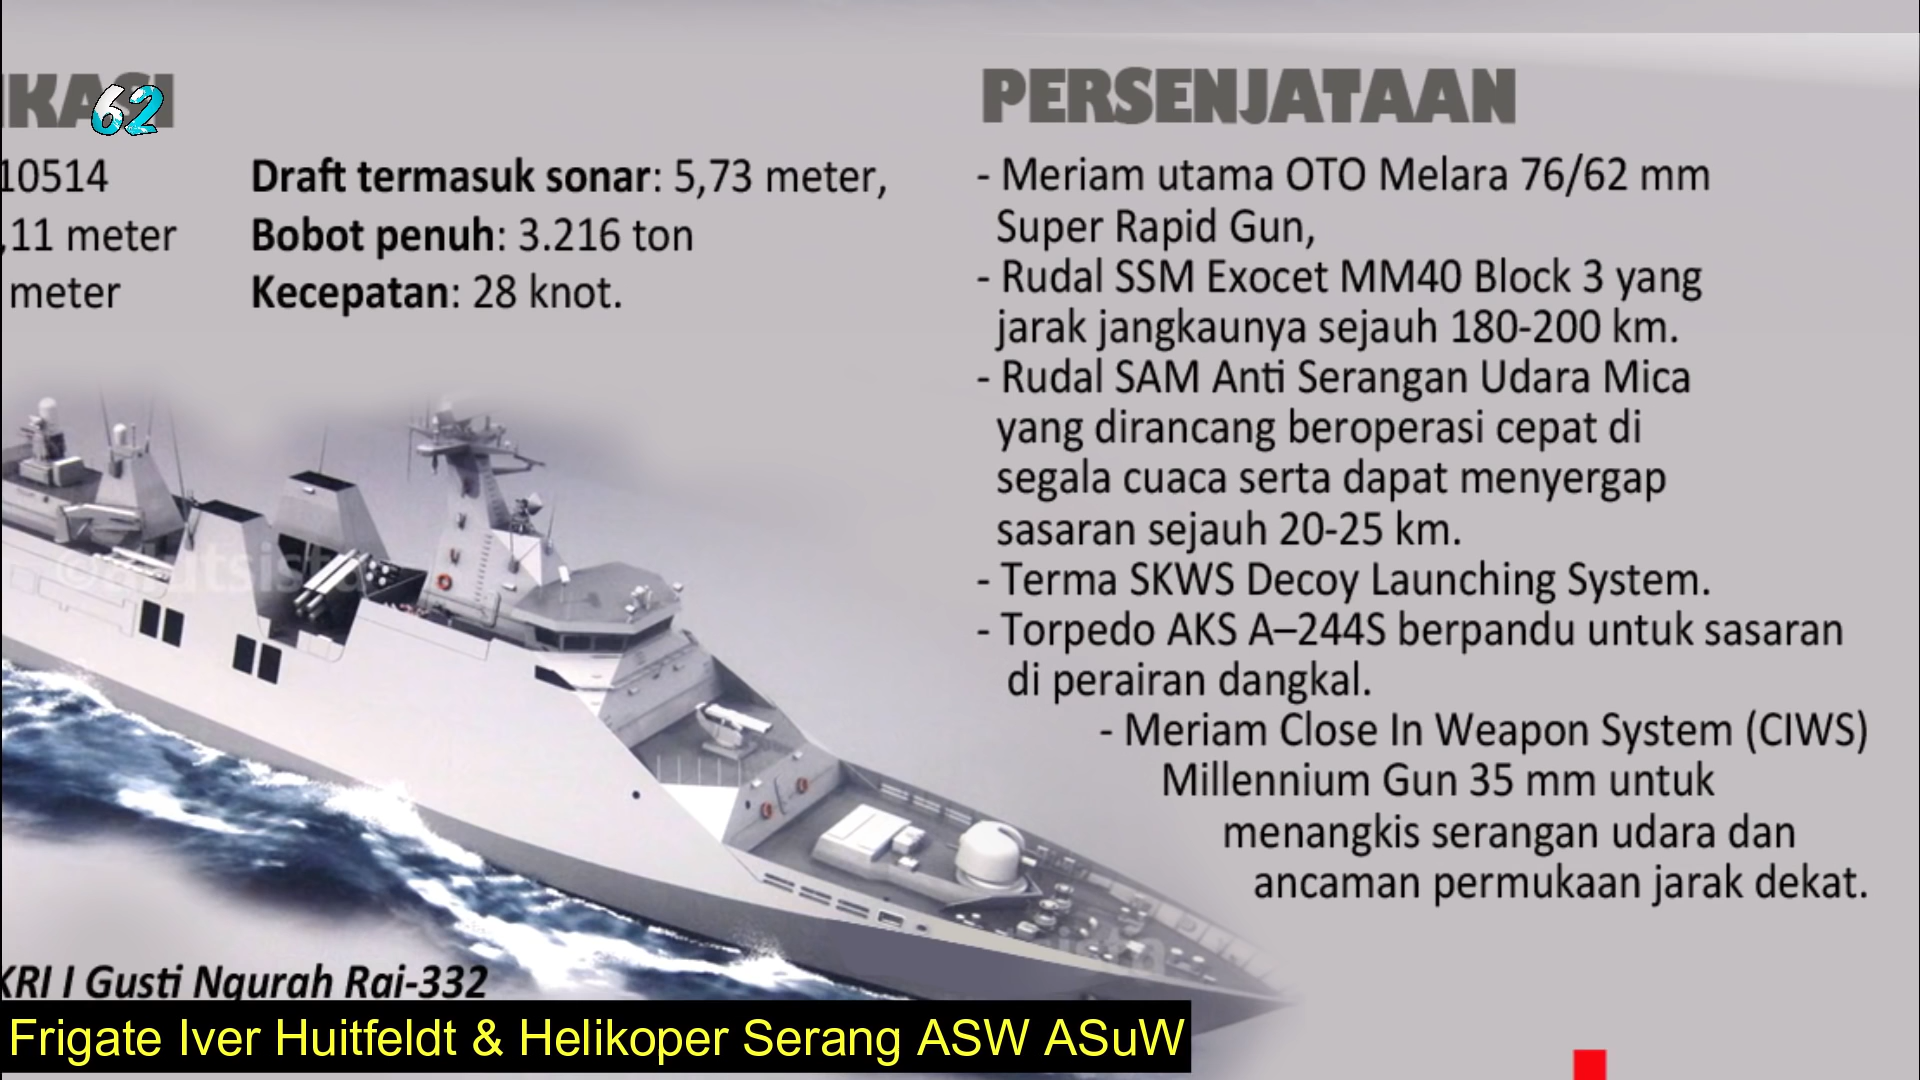 IKASI
62
10514
,11 meter
meter
Draft termasuk sonar: 5,73 meter,
Bobot penuh: 3.216 ton
Kecepatan: 28 knot.
PERSENJATAAN
- Meriam utama OTO Melara 76/62 mm
Super Rapid Gun,
- Rudal SSM Exocet MM40 Block 3 yang
jarak jangkaunya sejauh 180-200 km.
- Rudal SAM Anti Serangan Udara Mica
yang dirancang beroperasi cepat di
segala cuaca serta dapat menyergap
sasaran sejauh 20-25 km.
- Terma SKWS Decoy Launching System.
- Torpedo AKS A–244S berpandu untuk sasaran
di perairan dangkal.
- Meriam Close In Weapon System (CIWS)
Millennium Gun 35 mm untuk
menangkis serangan udara dan
ancaman permukaan jarak dekat.
KRI I Gusti Ngurah Rai-332
Frigate Iver Huitfeldt & Helikoper Serang ASW ASuW